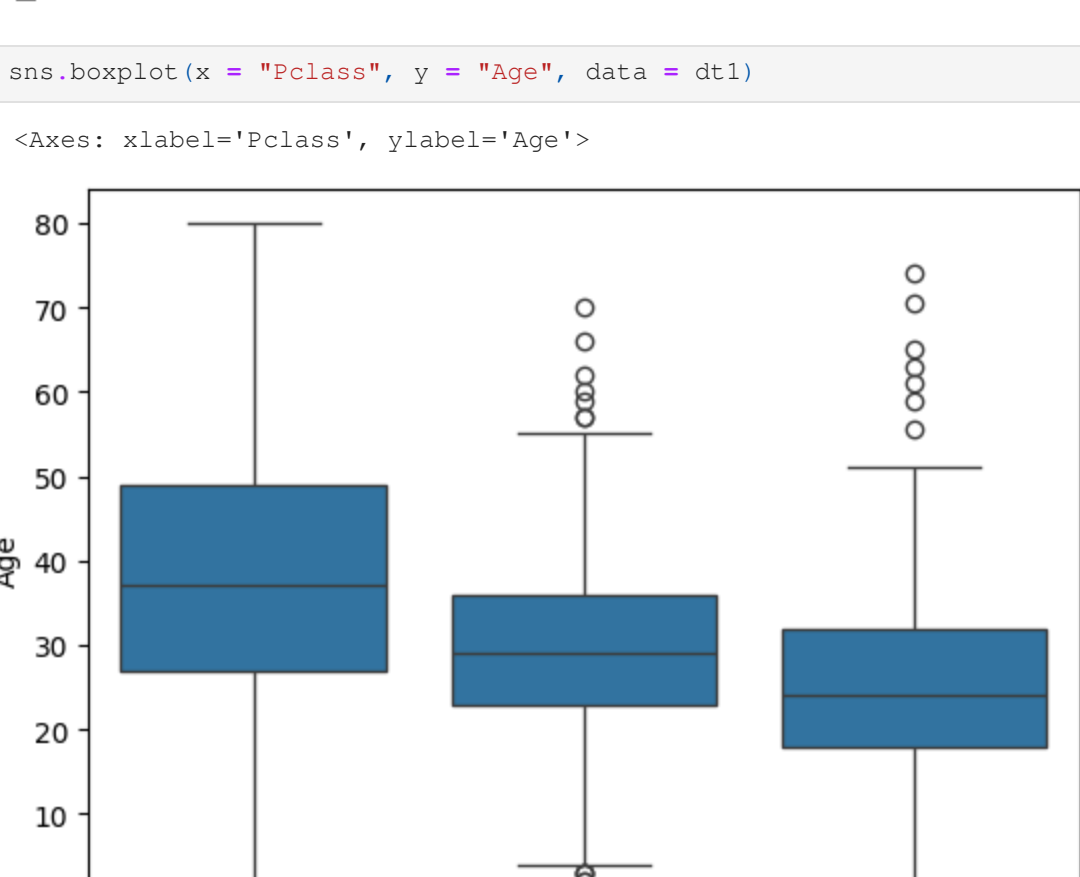 sns.boxplot(x = "Pclass", y = "Age", data = dt1)
<Axes: xlabel='Pclass', ylabel='Age'>
80
70
60
50
40
30
20
10
Age